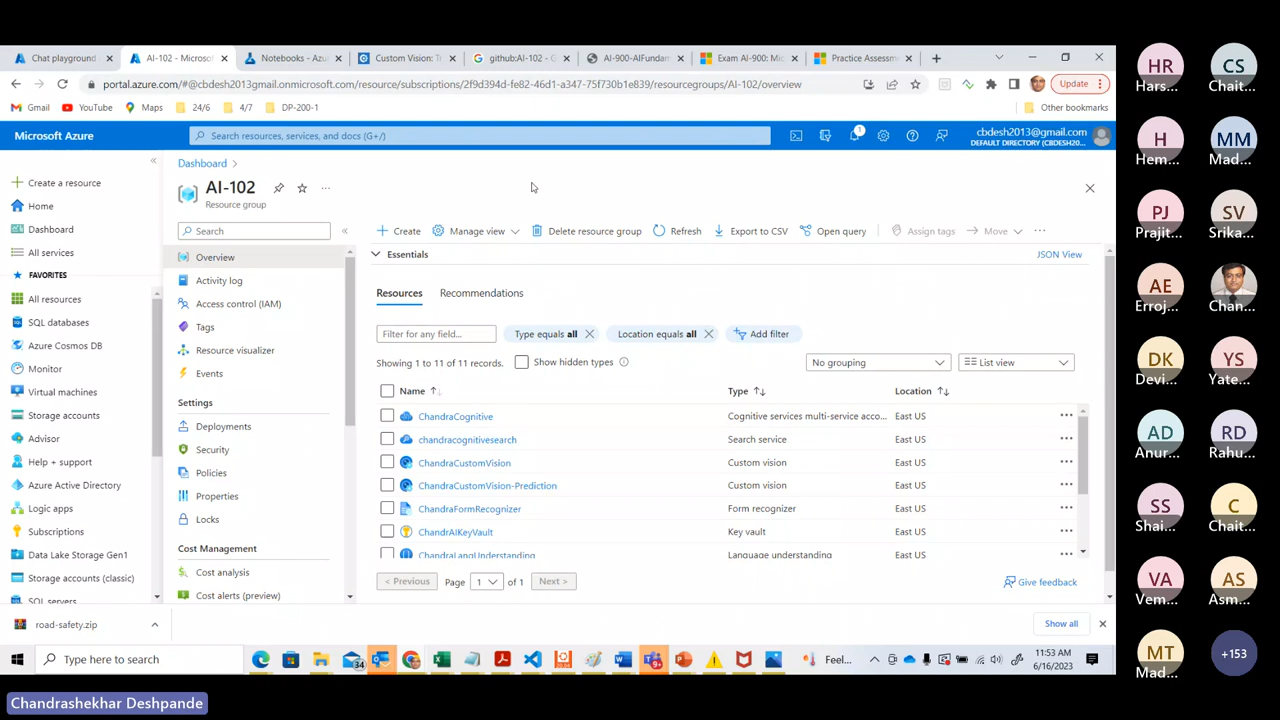 Chat playground
AI-102 - Micros
Notebooks - Azu
Custom Vision: Tr
github:AI-102 - G
AI-900-AIFundam
Exam AI-900: Mic
Practice Assessm
portal.azure.com/#@cbdesh2013gmail.onmicrosoft.com/resource/subscriptions/2f9d394d-fe82-46d1-a347-75f730b1e839/resourcegroups/AI-102/overview
Update
Gmail
YouTube
Maps
24/6
4/7
DP-200-1
Other bookmarks
Microsoft Azure
Search resources, services, and docs (G+/)
1
cbdesh2013@gmail.com
DEFAULT DIRECTORY (CBDESH20...
Create a resource
Home
Dashboard
All services
FAVORITES
All resources
SQL databases
Azure Cosmos DB
Monitor
Virtual machines
Storage accounts
Advisor
Help + support
Azure Active Directory
Logic apps
Subscriptions
Data Lake Storage Gen1
Storage accounts (classic)
SQL servers
Dashboard >
AI-102
Resource group
Search
Overview
Activity log
Access control (IAM)
Tags
Resource visualizer
Events
Settings
Deployments
Security
Policies
Properties
Locks
Cost Management
Cost analysis
Cost alerts (preview)
Create
Manage view
Delete resource group
Refresh
Export to CSV
Open query
Assign tags
Move
Essentials
JSON View
Resources
Recommendations
Filter for any field...
Type equals all
Location equals all
Add filter
Showing 1 to 11 of 11 records.
Show hidden types
No grouping
List view
Name Type Location
ChandraCognitive Cognitive services multi-service acco... East US
chandracognitivesearch Search service East US
ChandraCustomVision Custom vision East US
ChandraCustomVision-Prediction Custom vision East US
ChandraFormRecognizer Form recognizer East US
ChandrAIKeyVault Key vault East US
ChandraLangUnderstanding Language understanding East US
< Previous Page 1 of 1 Next >
Give feedback
road-safety.zip
Show all
Type here to search
34
9+
Feel...
11:53 AM
6/16/2023
Chandrashekhar Deshpande
HR
Hars...
CS
Chait...
H
Hem...
MM
Mad...
PJ
Prajit...
SV
Srika...
AE
Erroj...
Chan...
DK
Devi...
YS
Yate...
AD
Anur...
RD
Rahu...
SS
Shai...
C
Chait...
VA
Vem...
AS
Asm...
MT
Mad...
+153